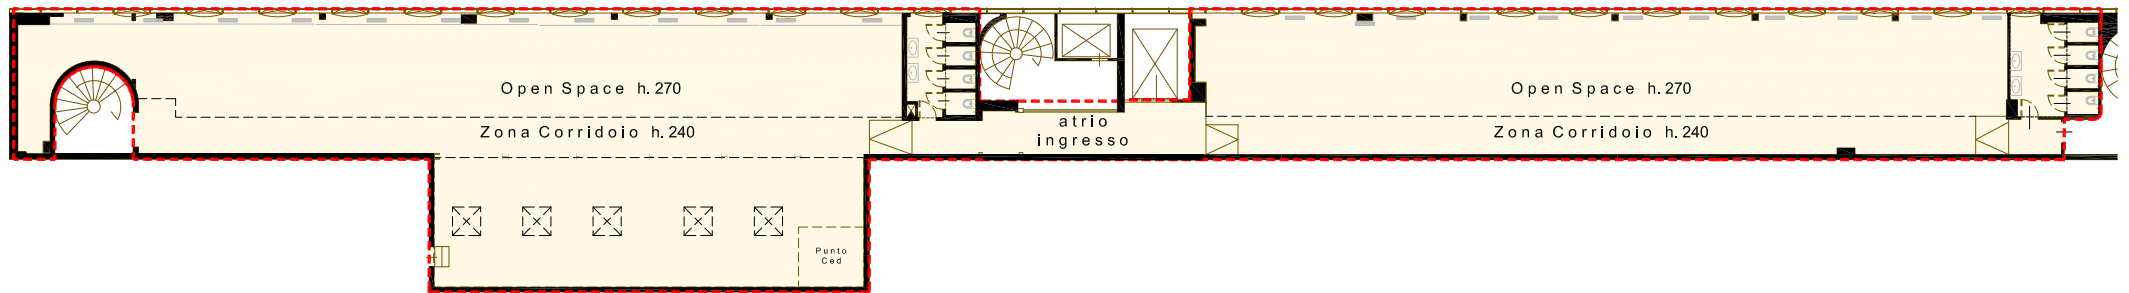 Open Space h. 270
Zona Corridoio h. 240
atrio
ingresso
Open Space h. 270
Zona Corridoio h. 240
Punto
Ced